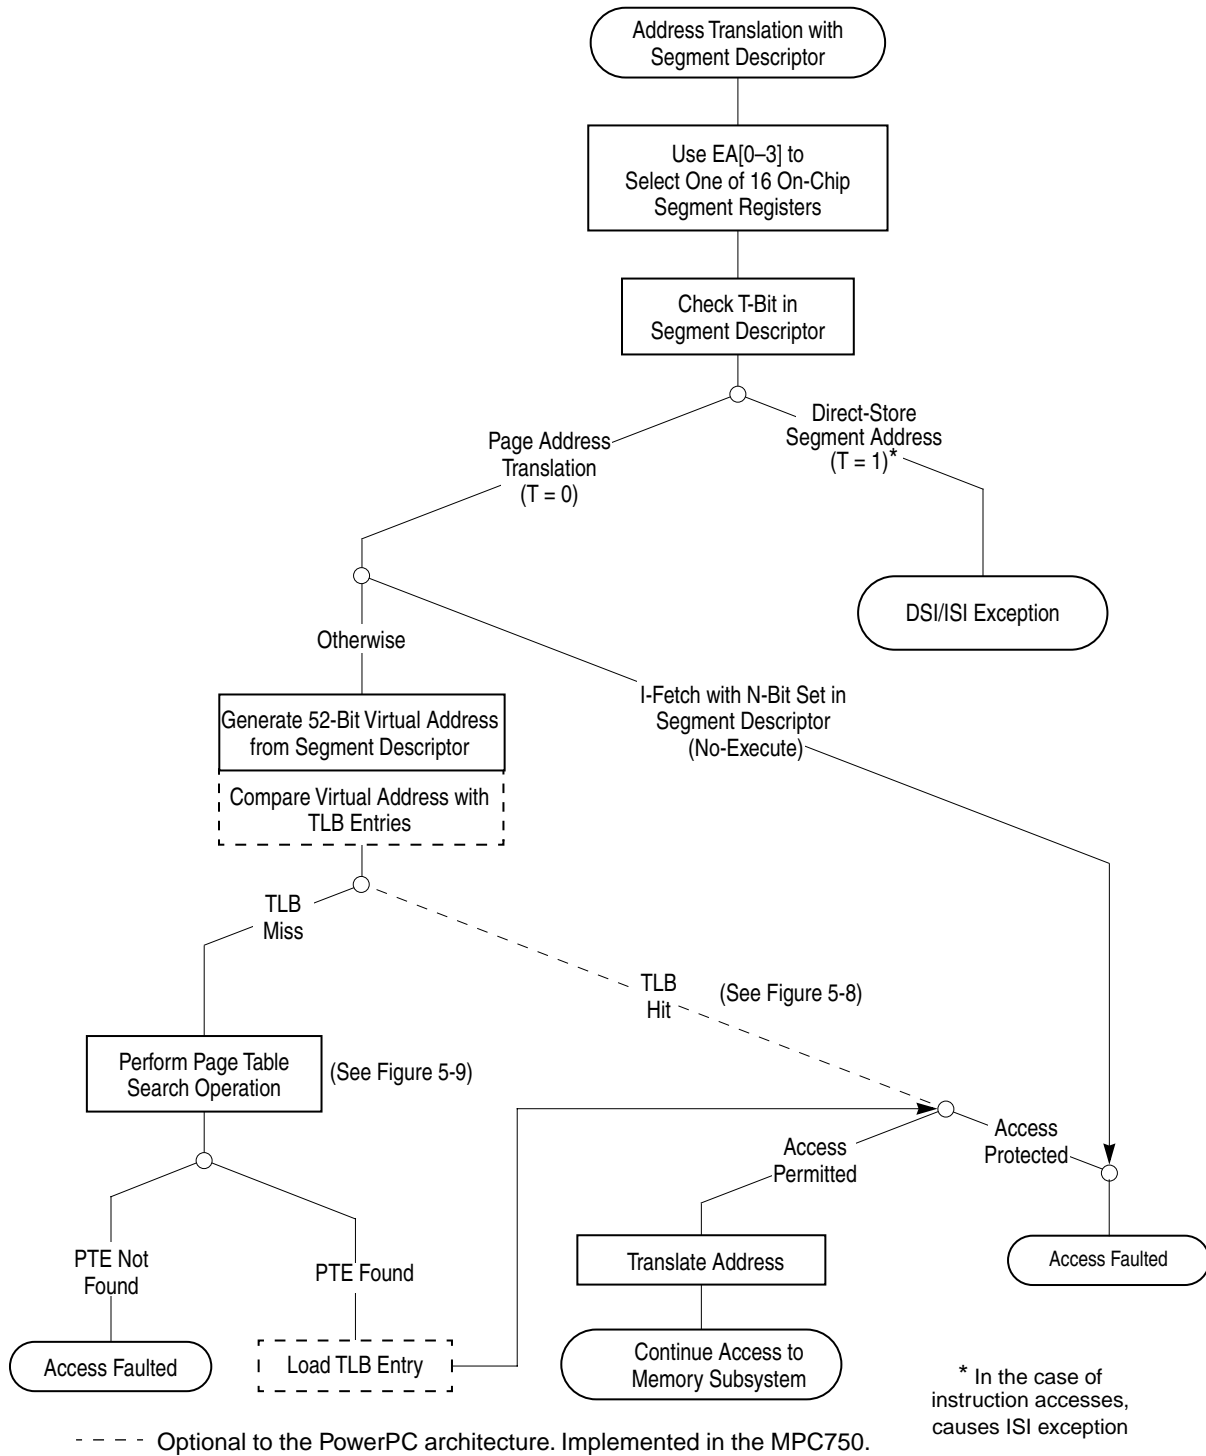 Address Translation with
Segment Descriptor
Use EA[0–3] to
Select One of 16 On-Chip
Segment Registers
Check T-Bit in
Segment Descriptor
Direct-Store
Segment Address
(T = 1)*
Page Address
Translation
(T = 0)
DSI/ISI Exception
Otherwise
I-Fetch with N-Bit Set in
Segment Descriptor
(No-Execute)
Generate 52-Bit Virtual Address
from Segment Descriptor
Compare Virtual Address with
TLB Entries
TLB
Miss
TLB
Hit
(See Figure 5-8)
Perform Page Table
Search Operation
(See Figure 5-9)
Access
Permitted
Access
Protected
PTE Not
Found
PTE Found
Translate Address
Access Faulted
Access Faulted
Load TLB Entry
Continue Access to
Memory Subsystem
* In the case of
instruction accesses,
causes ISI exception
Optional to the PowerPC architecture. Implemented in the MPC750.